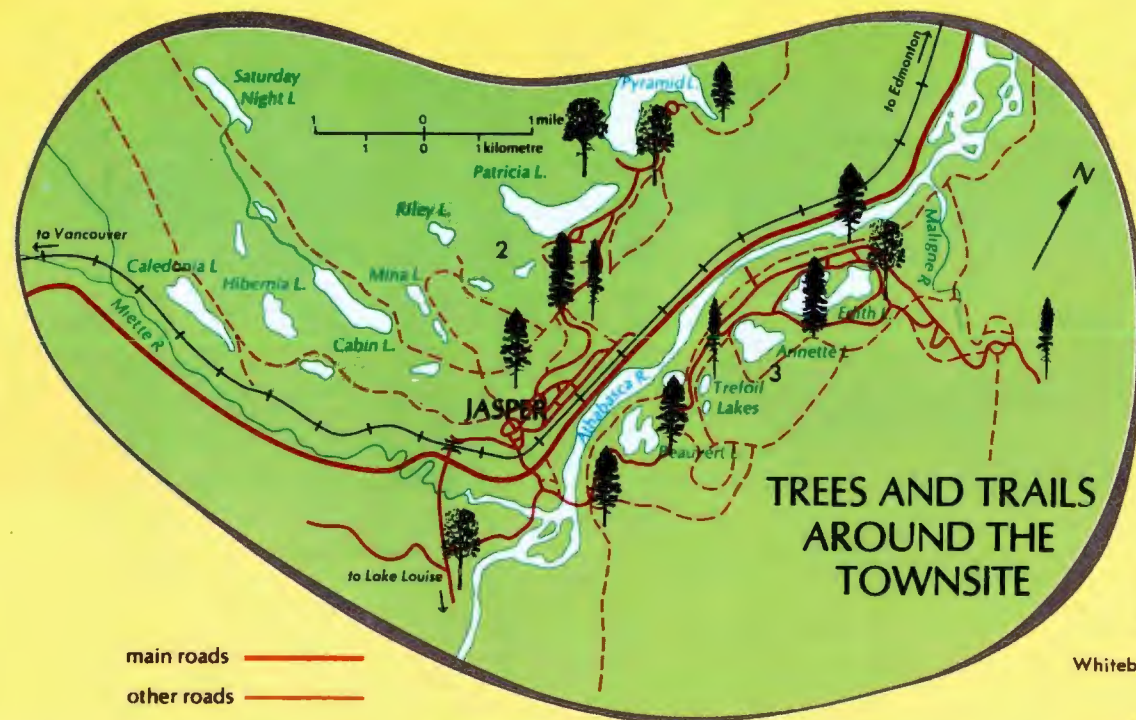 Saturday
Night L
Pyramid L.
to Edmonton
1 0 1 mile
1 0 1 kilometre
Patricia L.
Riley L.
to Vancouver
2
N
Caledonia L
Hibernia L.
Mina L.
Maligne R
Miette R
Cabin L.
Edith L
Annette L
3
Athabasca R.
Trefoil
Lakes
JASPER
Beauvert L
TREES AND TRAILS
AROUND THE
TOWNSITE
to Lake Louise
main roads
other roads
Whiteb